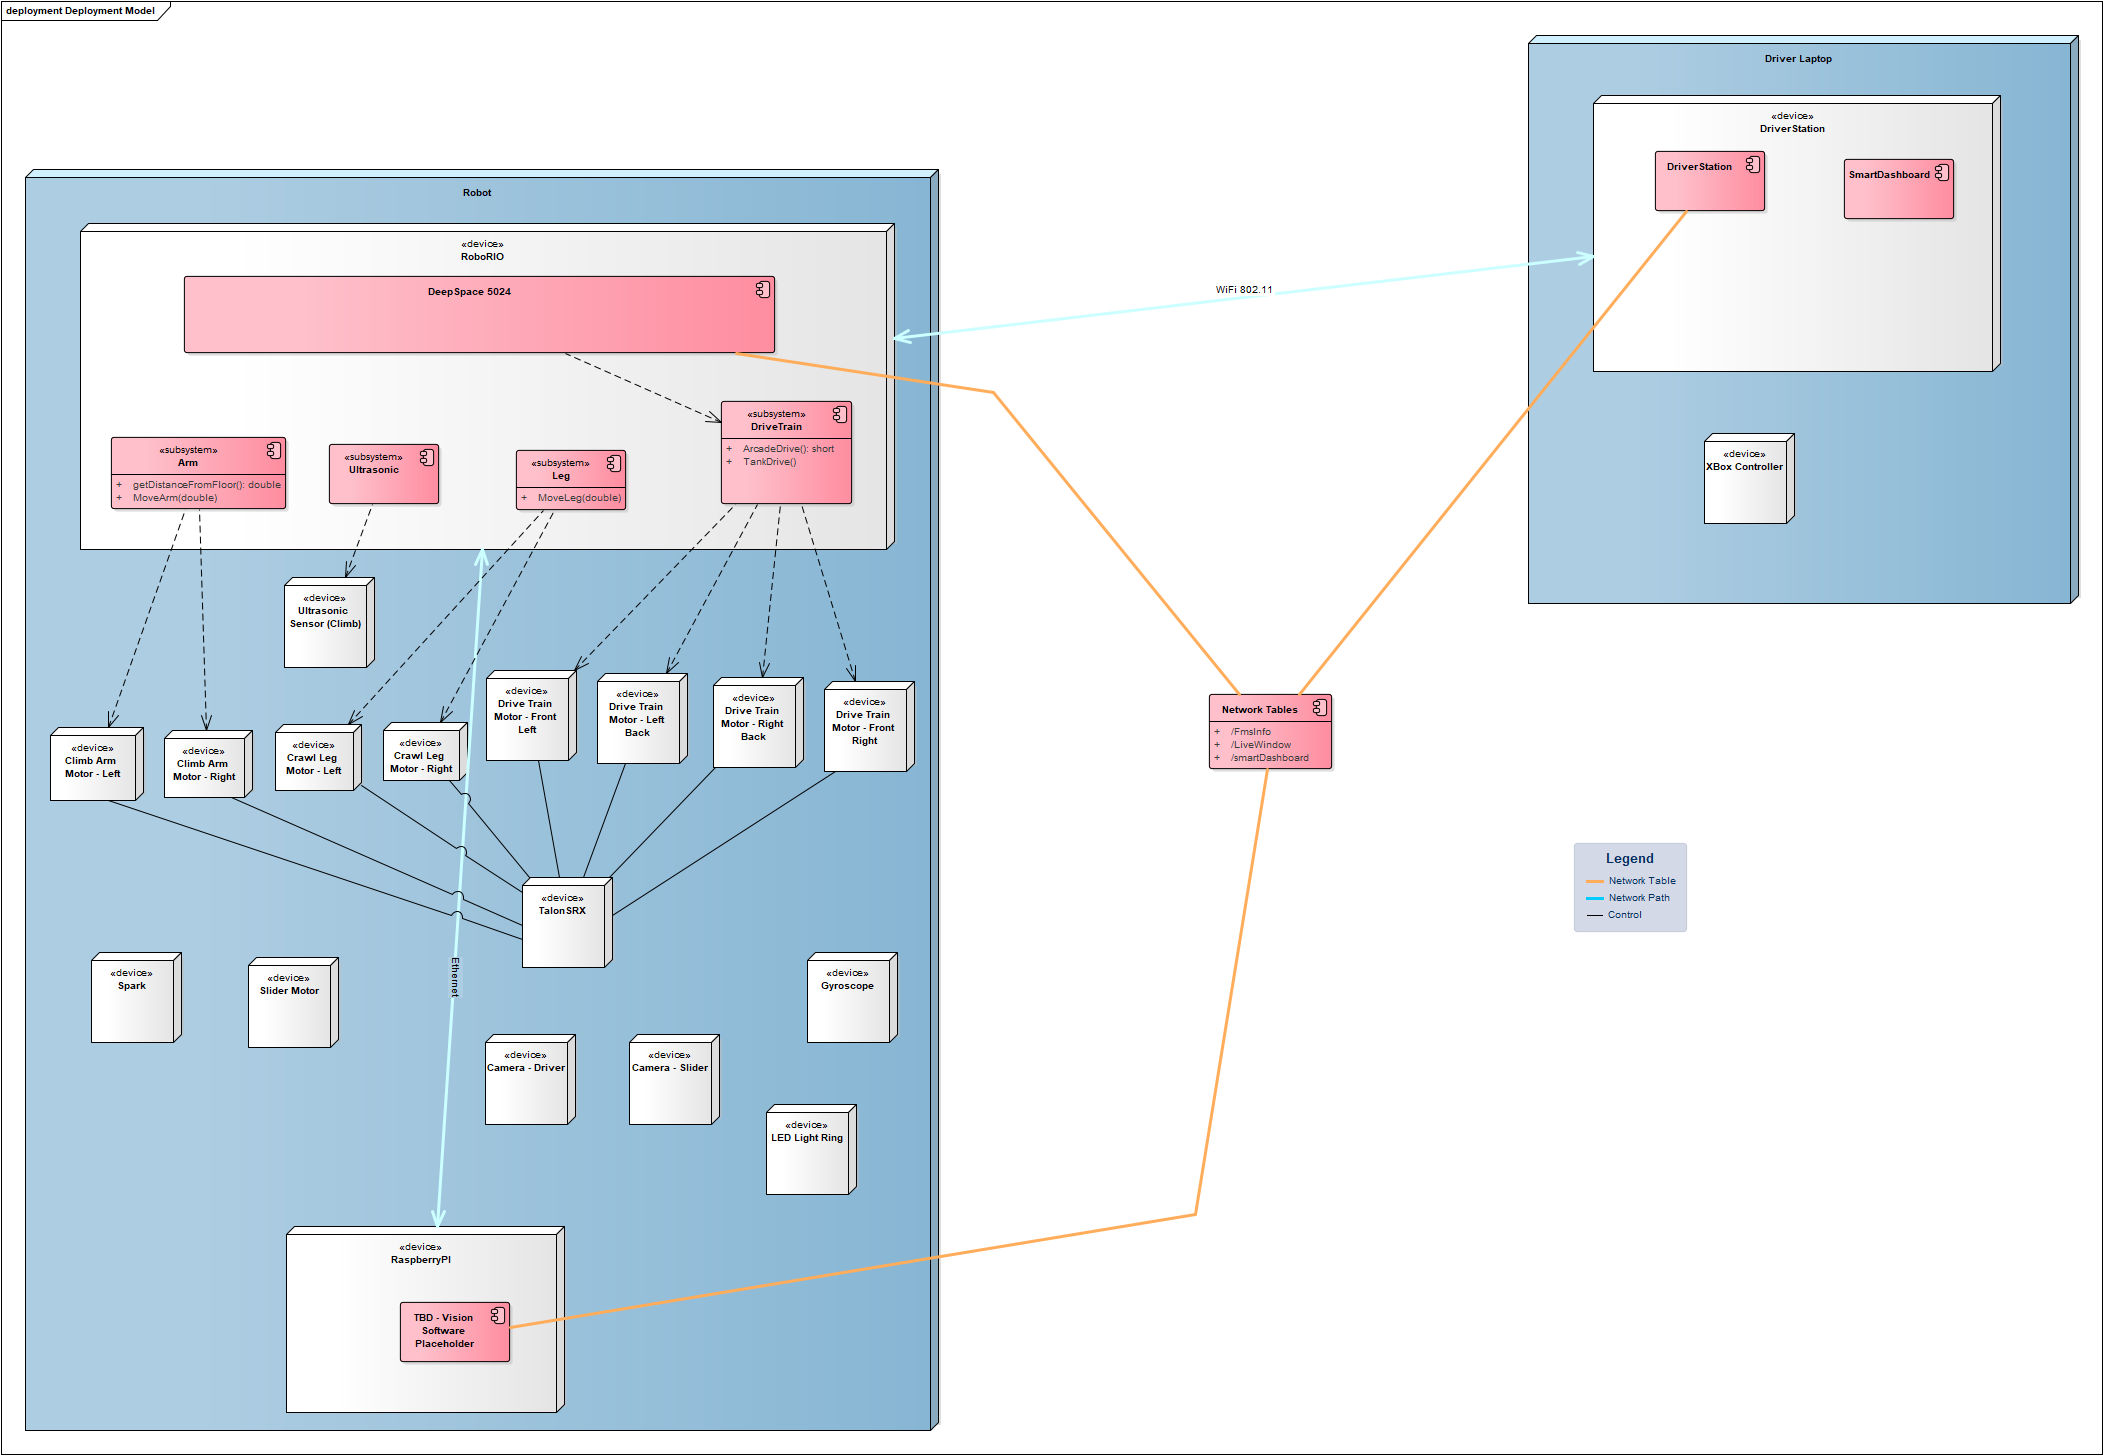 deployment Deployment Model
Driver Laptop
«device»
DriverStation
DriverStation
SmartDashboard
«device»
XBox Controller
Robot
«device»
RoboRIO
DeepSpace 5024
WiFi 802.11
«subsystem»
Arm
+ getDistanceFromFloor(): double
+ MoveArm(double)
«subsystem»
Ultrasonic
«subsystem»
Leg
+ MoveLeg(double)
«subsystem»
DriveTrain
+ ArcadeDrive(): short
+ TankDrive()
«device»
Ultrasonic
Sensor (Climb)
«device»
Climb Arm
Motor - Left
«device»
Climb Arm
Motor - Right
«device»
Crawl Leg
Motor - Left
«device»
Crawl Leg
Motor - Right
«device»
Drive Train
Motor - Front
Left
«device»
Drive Train
Motor - Left
Back
«device»
Drive Train
Motor - Right
Back
«device»
Drive Train
Motor - Front
Right
Network Tables
+ /FmsInfo
+ /LiveWindow
+ /smartDashboard
Legend
Network Table
Network Path
Control
«device»
TalonSRX
Ethernet
«device»
Spark
«device»
Slider Motor
«device»
Gyroscope
«device»
Camera - Driver
«device»
Camera - Slider
«device»
LED Light Ring
«device»
RaspberryPI
TBD - Vision
Software
Placeholder